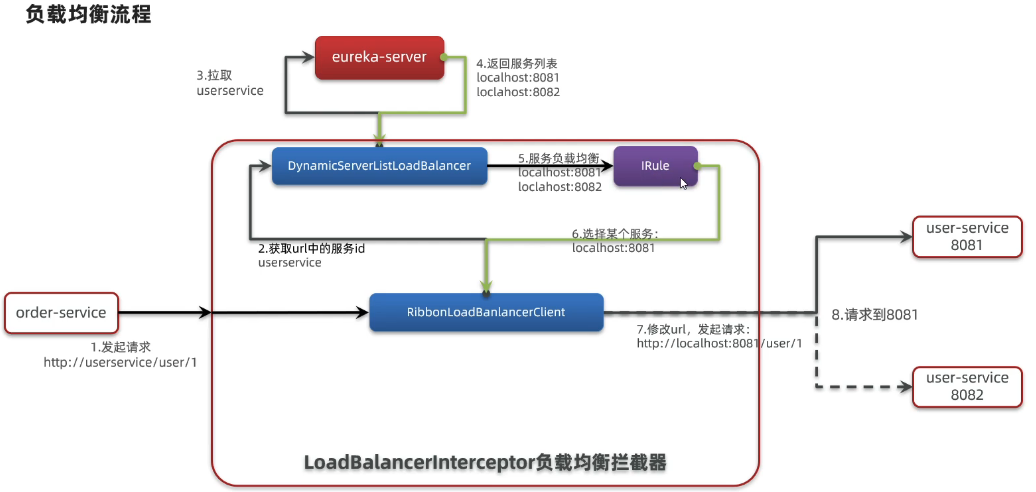 负载均衡流程
eureka-server
3.拉取
userservice
4.返回服务列表
localhost:8081
loclahost:8082
DynamicServerListLoadBalancer
5.服务负载均衡
localhost:8081
loclahost:8082
IRule
2.获取url中的服务id
userservice
6.选择某个服务：
localhost:8081
order-service
1.发起请求
http://userservice/user/1
RibbonLoadBanlancerClient
7.修改url，发起请求：
http://localhost:8081/user/1
user-service
8081
8.请求到8081
user-service
8082
LoadBalancerInterceptor负载均衡拦截器